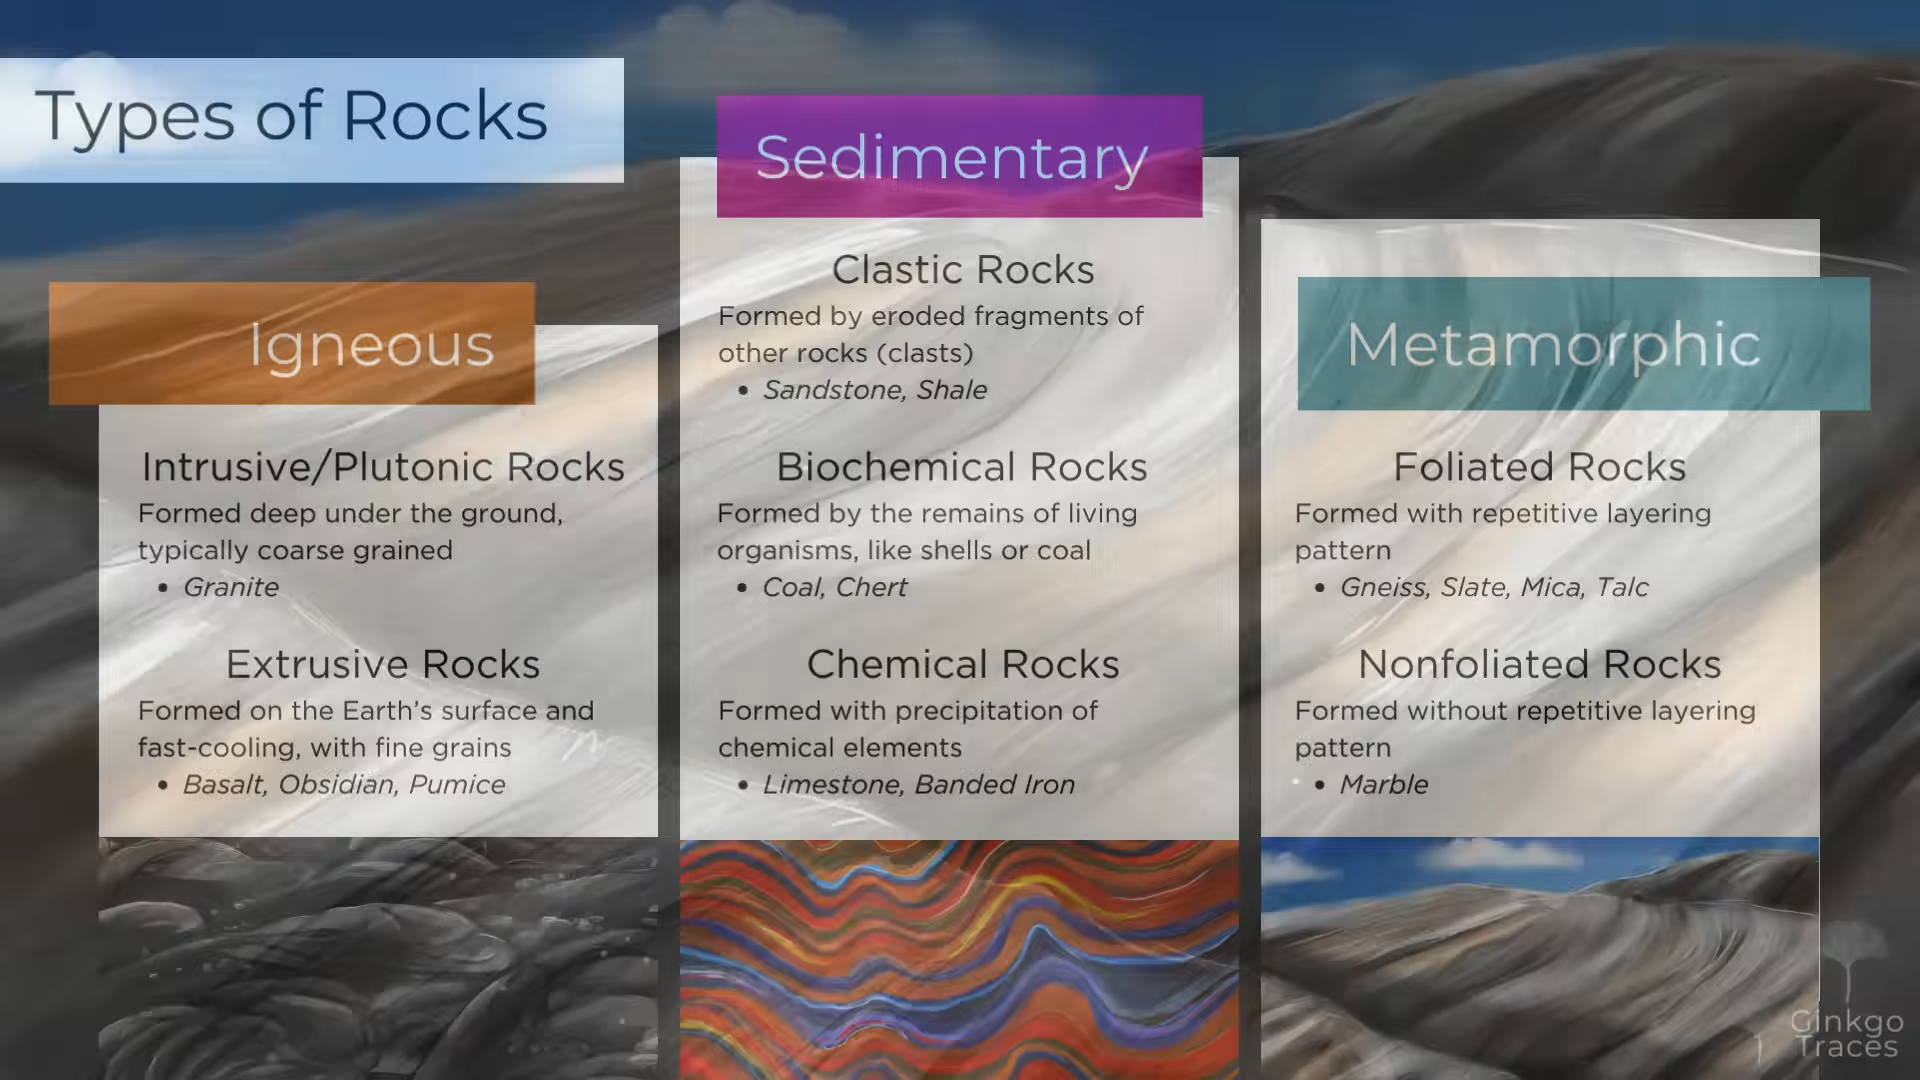 Types of Rocks
Igneous
Intrusive/Plutonic Rocks
Formed deep under the ground,
typically coarse grained
• Granite
Extrusive Rocks
Formed on the Earth's surface and
fast-cooling, with fine grains
• Basalt, Obsidian, Pumice
Sedimentary
Clastic Rocks
Formed by eroded fragments of
other rocks (clasts)
• Sandstone, Shale
Biochemical Rocks
Formed by the remains of living
organisms, like shells or coal
• Coal, Chert
Chemical Rocks
Formed with precipitation of
chemical elements
• Limestone, Banded Iron
Metamorphic
Foliated Rocks
Formed with repetitive layering
pattern
• Gneiss, Slate, Mica, Talc
Nonfoliated Rocks
Formed without repetitive layering
pattern
• Marble
Ginkgo
Traces